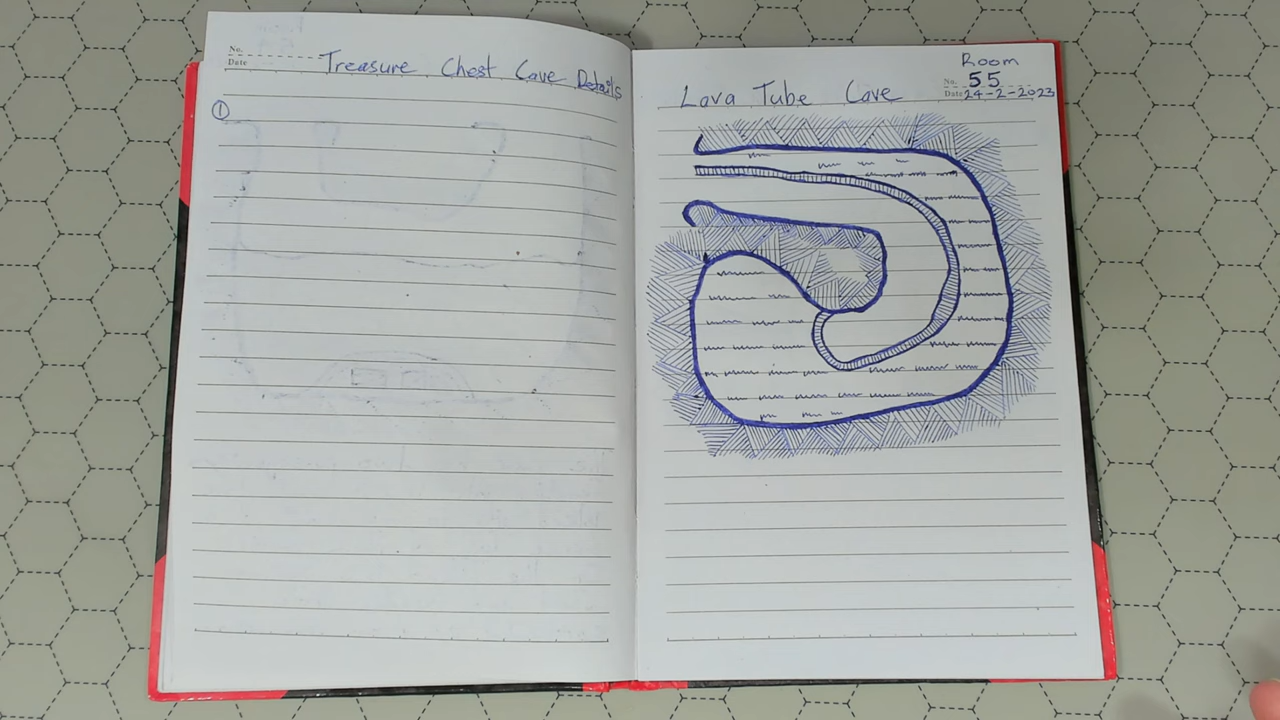 No.
Date
Treasure Chest Cave Details
①
Room
No. 55
Date 24-2-2023
Lava Tube Cave